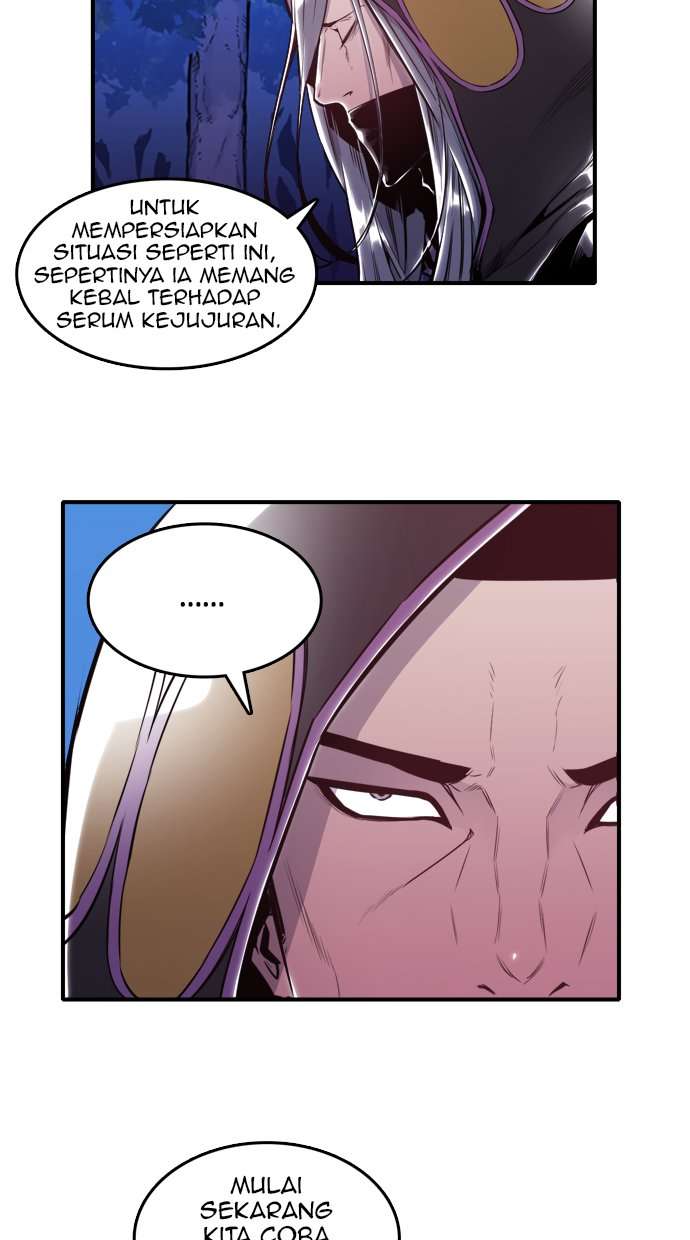 UNTUK
MEMPERSIAPKAN
SITUASI SEPERTI INI,
SEPERTINYA IA MEMANG
KEBAL TERHADAP
SERUM KEJUJURAN.
......
MULAI
SEKARANG
KITA COBA